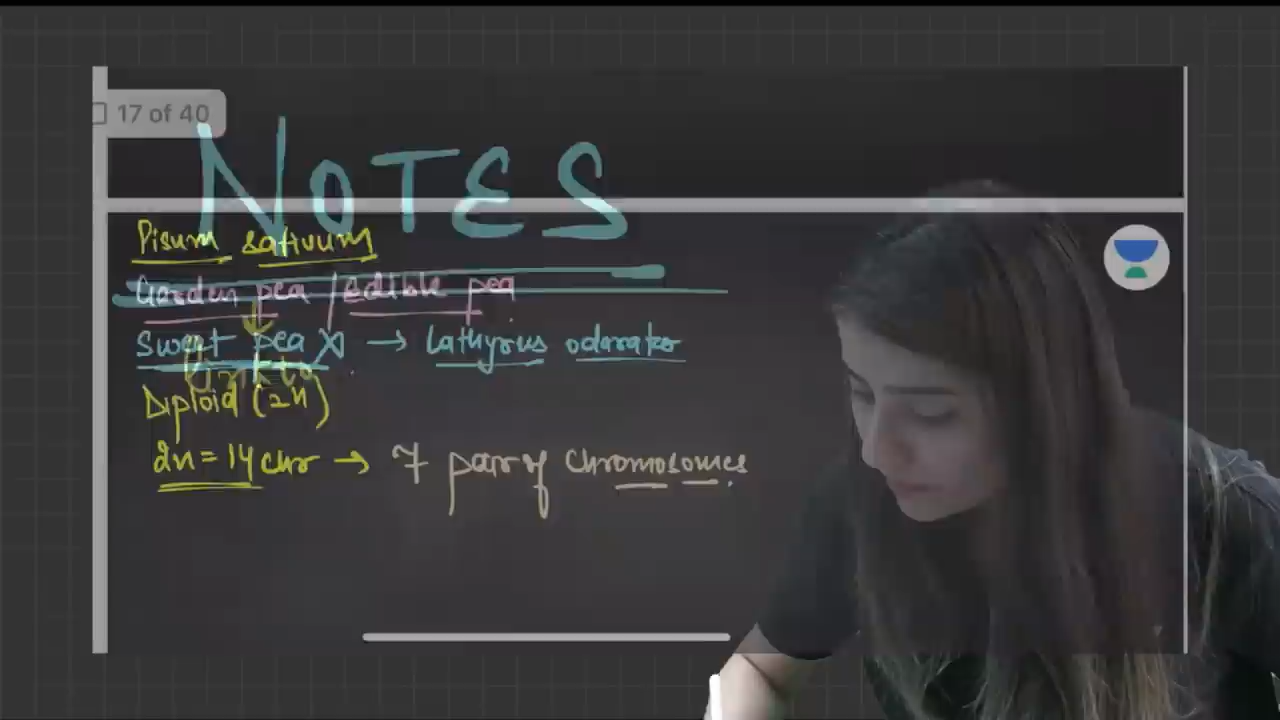 17 of 40
NOTES
Pisum sativum
Garden pea / Edible pea
Sweet pea X → Lathyrus odorato
Diploid (2n)
2n = 14 chr → 7 pair of chromosomes